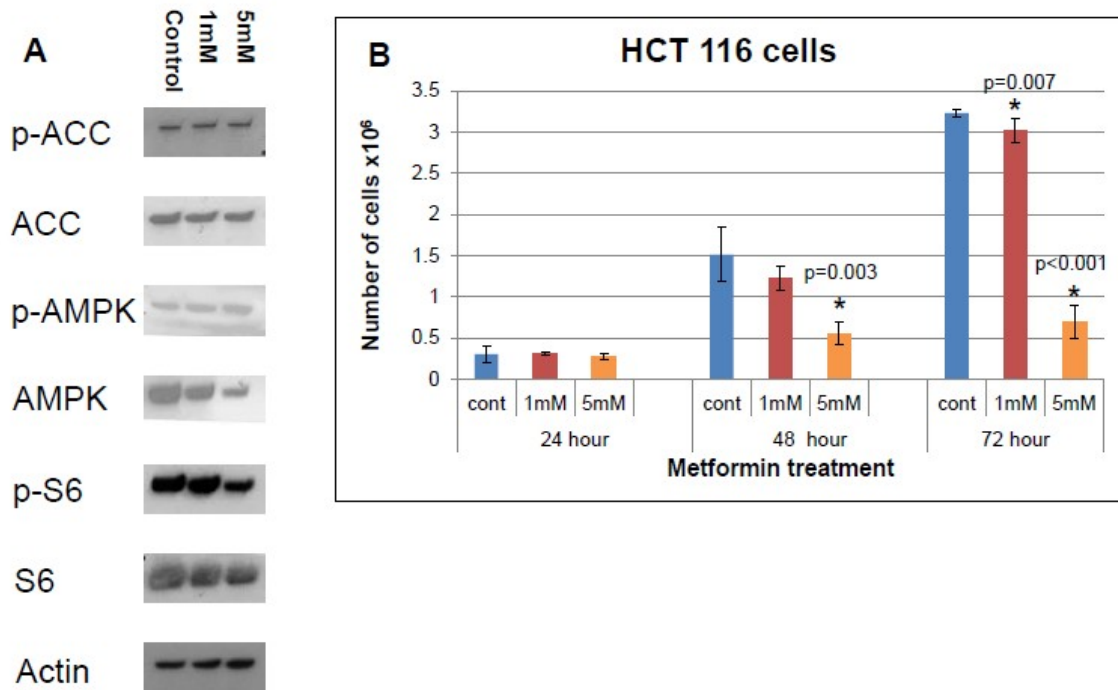 A
Control
1mM
5mM
p-ACC
ACC
p-AMPK
AMPK
p-S6
S6
Actin
B
HCT 116 cells
Number of cells x10⁶
3.5
3
2.5
2
1.5
1
0.5
0
p=0.003
*
p=0.007
*
p<0.001
*
cont 1mM 5mM cont 1mM 5mM cont 1mM 5mM
24 hour 48 hour 72 hour
Metformin treatment